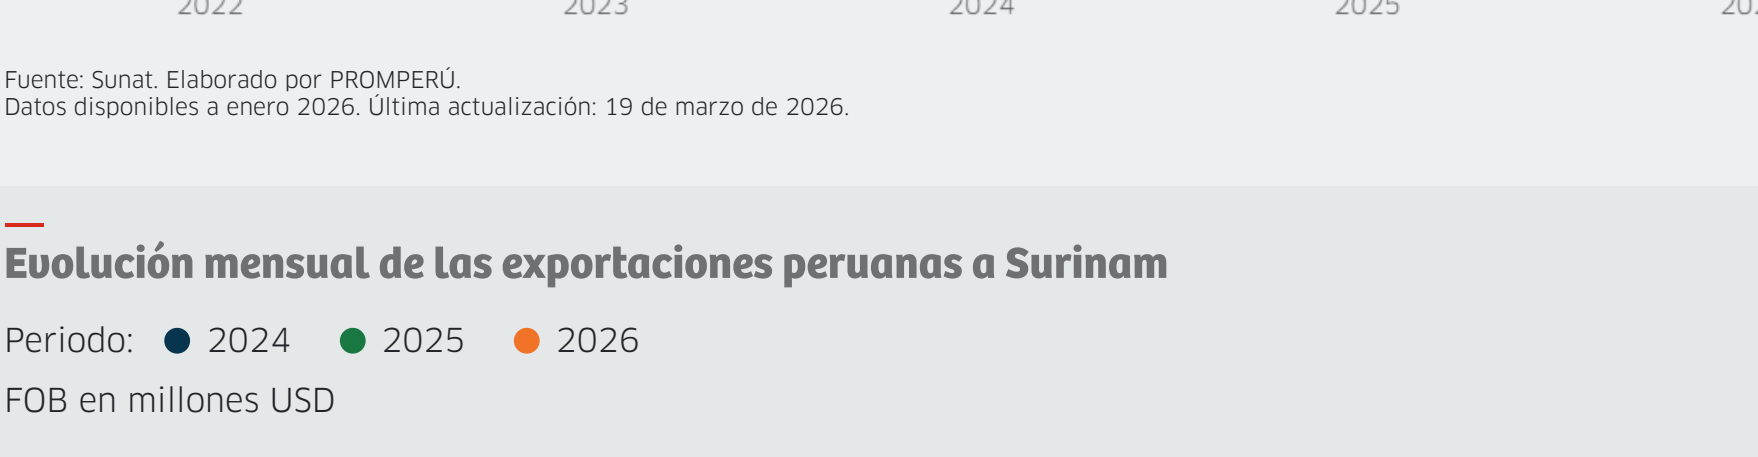 2022 2023 2024 2025
Fuente: Sunat. Elaborado por PROMPERÚ.
Datos disponibles a enero 2026. Última actualización: 19 de marzo de 2026.
Evolución mensual de las exportaciones peruanas a Surinam
Periodo: 2024 2025 2026
FOB en millones USD